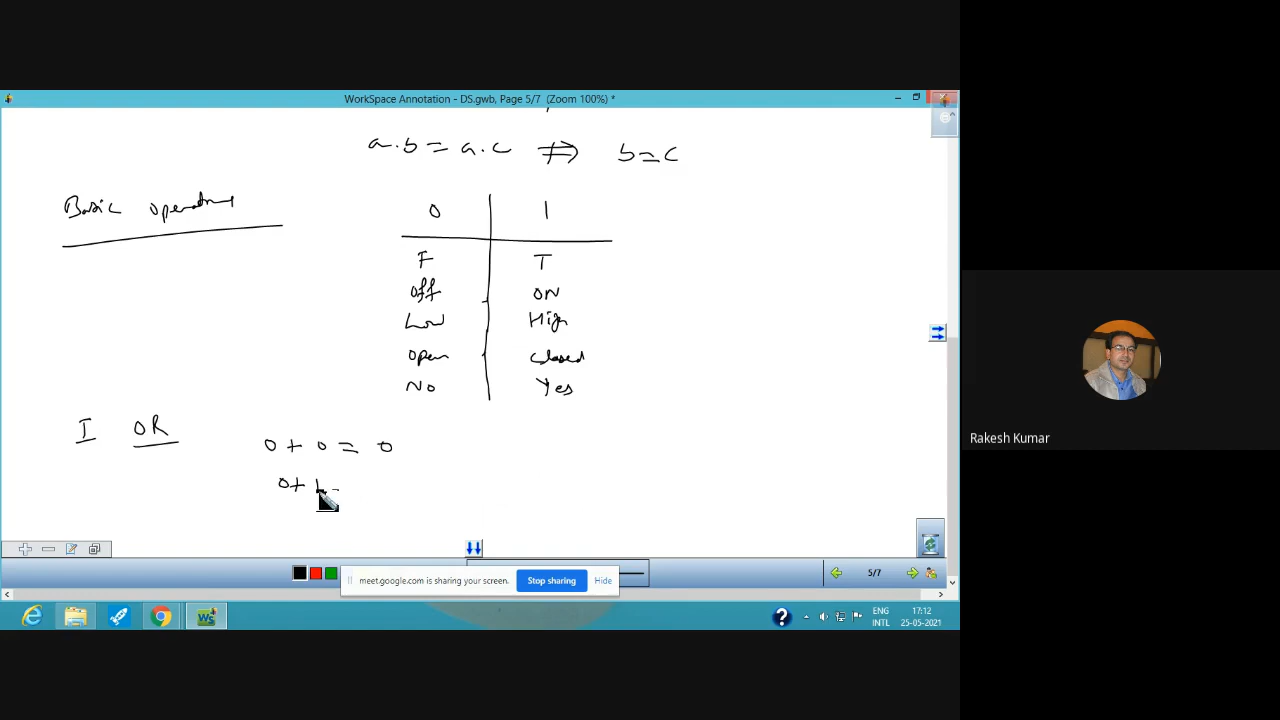 WorkSpace Annotation - DS.gwb, Page 5/7 (Zoom 100%) *
a.b = a.c ⇏ b=c
Basic operations
0 1
F T
off ON
Low High
open closed
No Yes
I OR
0 + 0 = 0
0 + 1 -
Rakesh Kumar
5/7
meet.google.com is sharing your screen. Stop sharing Hide
ENG 17:12
INTL 25-05-2021